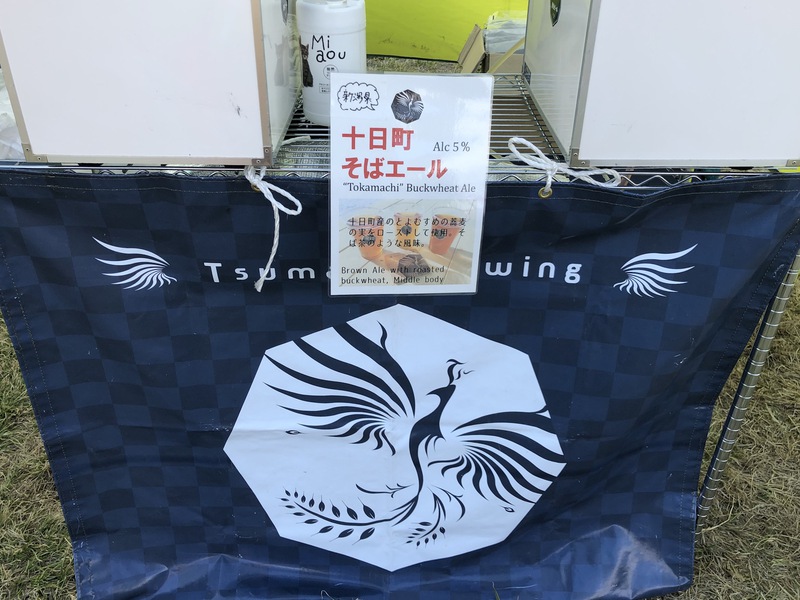 Mi
aou
新潟県
十日町
Alc 5%
そばエール
"Tokamachi" Buckwheat Ale
十日町産のとよむすめの蕎麦
の実をローストして使用。そ
ば茶のような風味。
Brown Ale with roasted
buckwheat, Middle body
Tsum wing